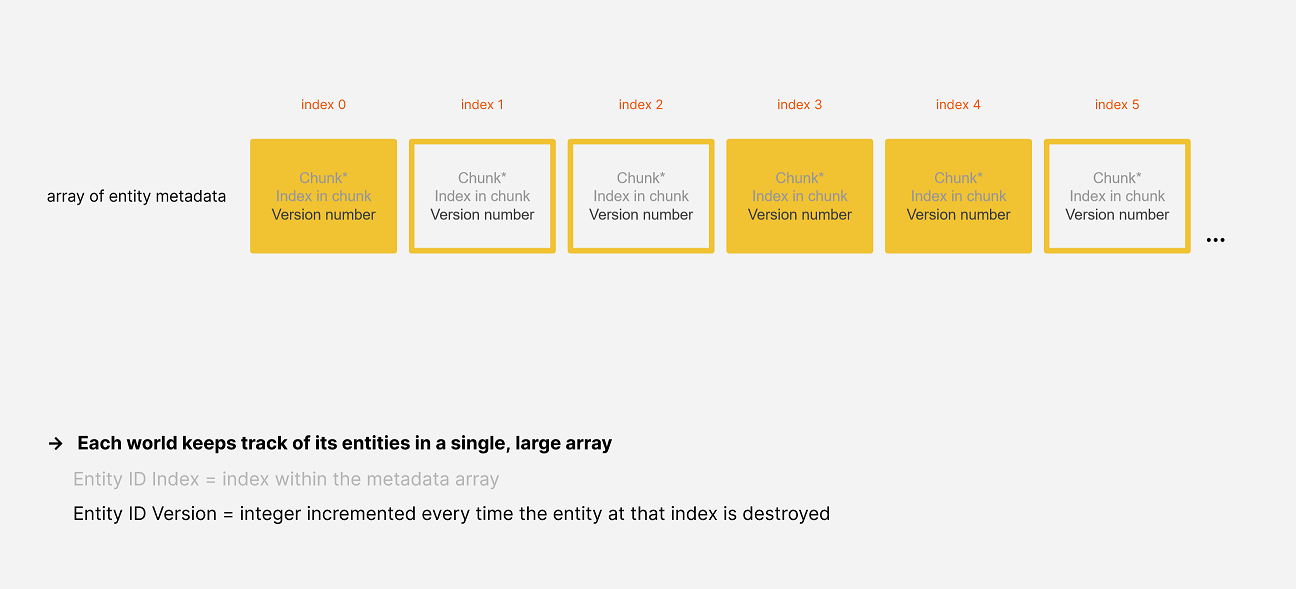 index 0
index 1
index 2
index 3
index 4
index 5
array of entity metadata
Chunk*
Index in chunk
Version number
Chunk*
Index in chunk
Version number
Chunk*
Index in chunk
Version number
Chunk*
Index in chunk
Version number
Chunk*
Index in chunk
Version number
Chunk*
Index in chunk
Version number
...
→ Each world keeps track of its entities in a single, large array
Entity ID Index = index within the metadata array
Entity ID Version = integer incremented every time the entity at that index is destroyed